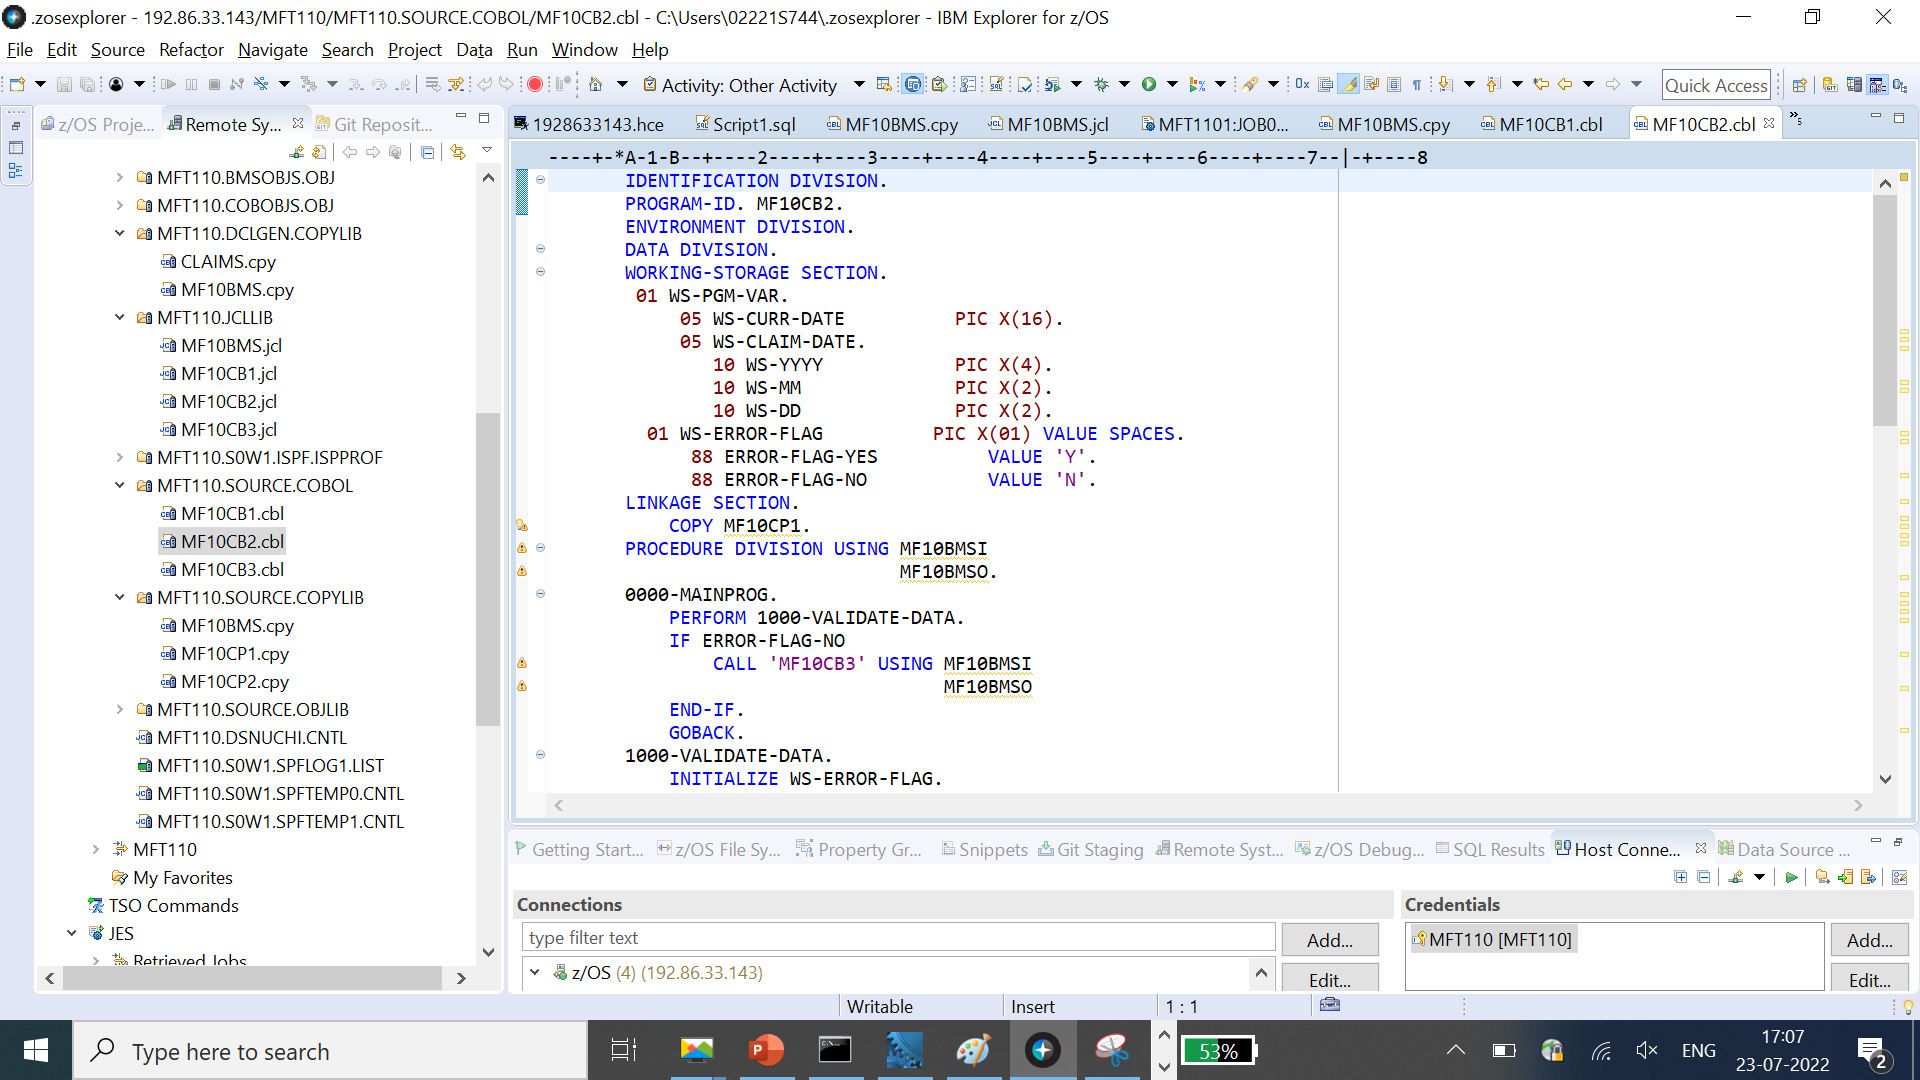 .zosexplorer - 192.86.33.143/MFT110/MFT110.SOURCE.COBOL/MF10CB2.cbl - C:\Users\02221S744\.zosexplorer - IBM Explorer for z/OS
File Edit Source Refactor Navigate Search Project Data Run Window Help
Activity: Other Activity
Quick Access
z/OS Proje...
Remote Sy...
Git Reposit...
MFT110.BMSOBJS.OBJ
MFT110.COBOBJS.OBJ
MFT110.DCLGEN.COPYLIB
CLAIMS.cpy
MF10BMS.cpy
MFT110.JCLLIB
MF10BMS.jcl
MF10CB1.jcl
MF10CB2.jcl
MF10CB3.jcl
MFT110.S0W1.ISPF.ISPPROF
MFT110.SOURCE.COBOL
MF10CB1.cbl
MF10CB2.cbl
MF10CB3.cbl
MFT110.SOURCE.COPYLIB
MF10BMS.cpy
MF10CP1.cpy
MF10CP2.cpy
MFT110.SOURCE.OBJLIB
MFT110.DSNUCHI.CNTL
MFT110.S0W1.SPFLOG1.LIST
MFT110.S0W1.SPFTEMP0.CNTL
MFT110.S0W1.SPFTEMP1.CNTL
MFT110
My Favorites
TSO Commands
JES
Retrieved Jobs
1928633143.hce Script1.sql MF10BMS.cpy MF10BMS.jcl MFT1101:JOB0... MF10BMS.cpy MF10CB1.cbl MF10CB2.cbl »5
----+-*A-1-B--+----2----+----3----+----4----+----5----+----6----+----7--|-+----8
IDENTIFICATION DIVISION.
PROGRAM-ID. MF10CB2.
ENVIRONMENT DIVISION.
DATA DIVISION.
WORKING-STORAGE SECTION.
01 WS-PGM-VAR.
05 WS-CURR-DATE PIC X(16).
05 WS-CLAIM-DATE.
10 WS-YYYY PIC X(4).
10 WS-MM PIC X(2).
10 WS-DD PIC X(2).
01 WS-ERROR-FLAG PIC X(01) VALUE SPACES.
88 ERROR-FLAG-YES VALUE 'Y'.
88 ERROR-FLAG-NO VALUE 'N'.
LINKAGE SECTION.
COPY MF10CP1.
PROCEDURE DIVISION USING MF10BMSI
MF10BMSO.
0000-MAINPROG.
PERFORM 1000-VALIDATE-DATA.
IF ERROR-FLAG-NO
CALL 'MF10CB3' USING MF10BMSI
MF10BMSO
END-IF.
GOBACK.
1000-VALIDATE-DATA.
INITIALIZE WS-ERROR-FLAG.
Getting Start... z/OS File Sy... Property Gr... Snippets Git Staging Remote Syst... z/OS Debug... SQL Results Host Conne... Data Source ...
Connections
type filter text
Add...
z/OS (4) (192.86.33.143)
Edit...
Credentials
MFT110 [MFT110]
Add...
Edit...
Writable Insert 1 : 1
Type here to search
53%
ENG
17:07
23-07-2022
2